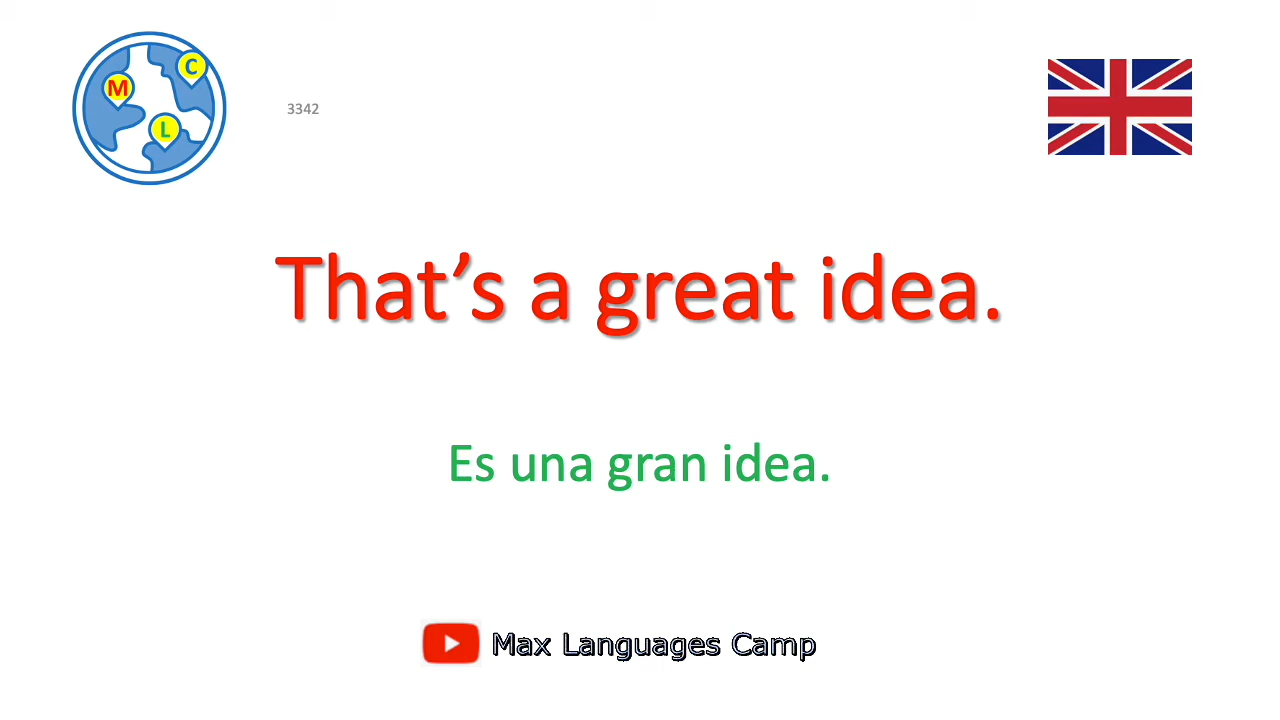 M
C
L
3342
That’s a great idea.
Es una gran idea.
Max Languages Camp